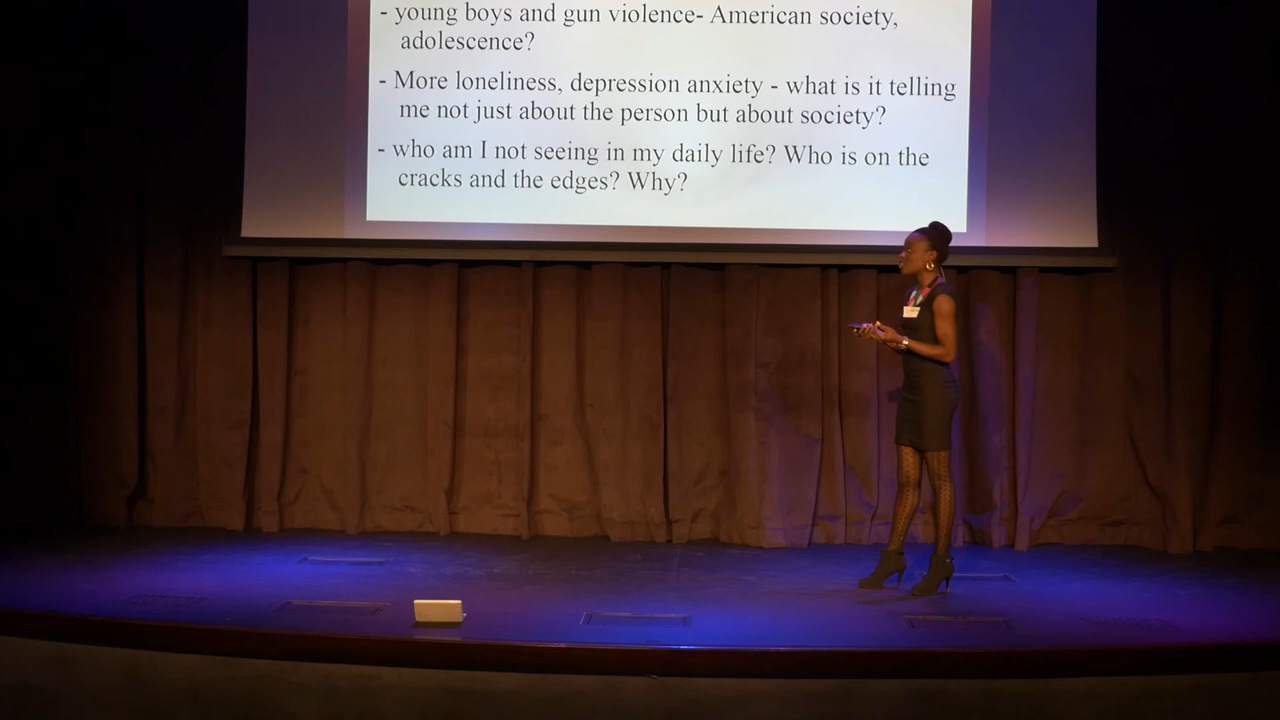 - young boys and gun violence- American society,
adolescence?
- More loneliness, depression anxiety - what is it telling
me not just about the person but about society?
- who am I not seeing in my daily life? Who is on the
cracks and the edges? Why?